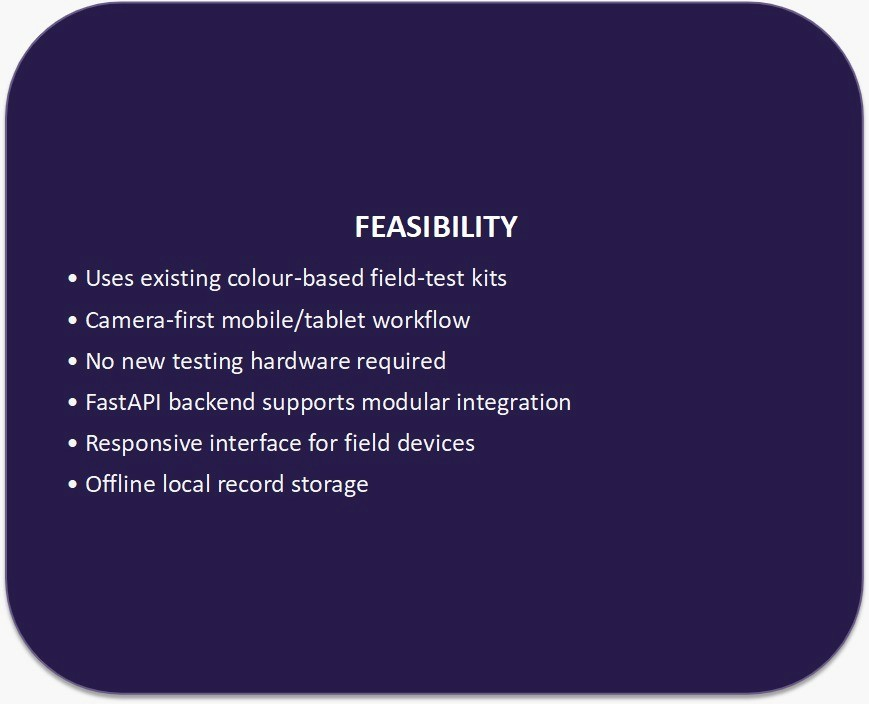 FEASIBILITY
• Uses existing colour-based field-test kits
• Camera-first mobile/tablet workflow
• No new testing hardware required
• FastAPI backend supports modular integration
• Responsive interface for field devices
• Offline local record storage